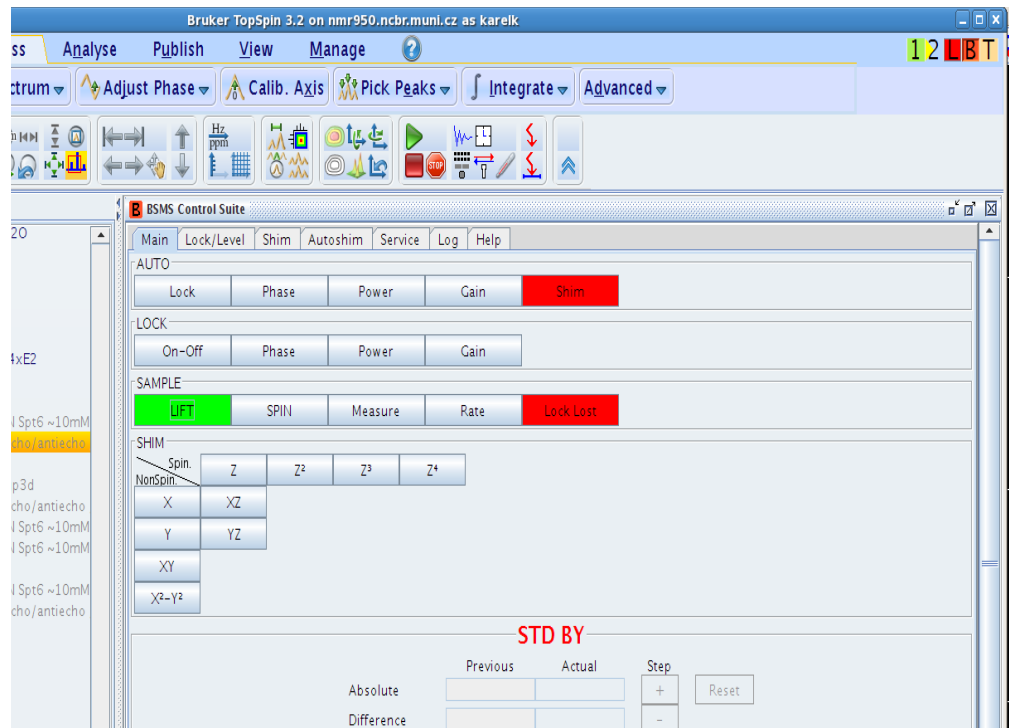 Bruker TopSpin 3.2 on nmr950.ncbr.muni.cz as karelk
ss Analyse Publish View Manage ? 1 2 L B T
ctrum Adjust Phase Calib. Axis Pick Peaks ∫ Integrate Advanced
Hz
ppm
STOP
B BSMS Control Suite
2O
Main Lock/Level Shim Autoshim Service Log Help
AUTO
Lock Phase Power Gain Shim
LOCK
On-Off Phase Power Gain
4xE2
SAMPLE
LIFT SPIN Measure Rate Lock Lost
N Spt6 ~10mM
cho/antiecho
SHIM
Spin.
NonSpin.
Z Z² Z³ Z⁴
p3d
X XZ
cho/antiecho
N Spt6 ~10mM
Y YZ
N Spt6 ~10mM
XY
N Spt6 ~10mM
X²-Y²
cho/antiecho
STD BY
Previous Actual Step
Absolute + Reset
Difference -